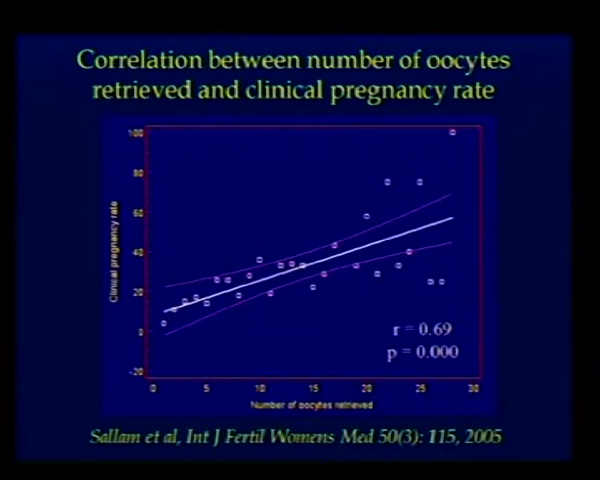 Correlation between number of oocytes
retrieved and clinical pregnancy rate
100
80
60
40
20
0
-20
Clinical pregnancy rate
r = 0.69
p = 0.000
0 5 10 15 20 25 30
Number of oocytes retrieved
Sallam et al, Int J Fertil Womens Med 50(3): 115, 2005